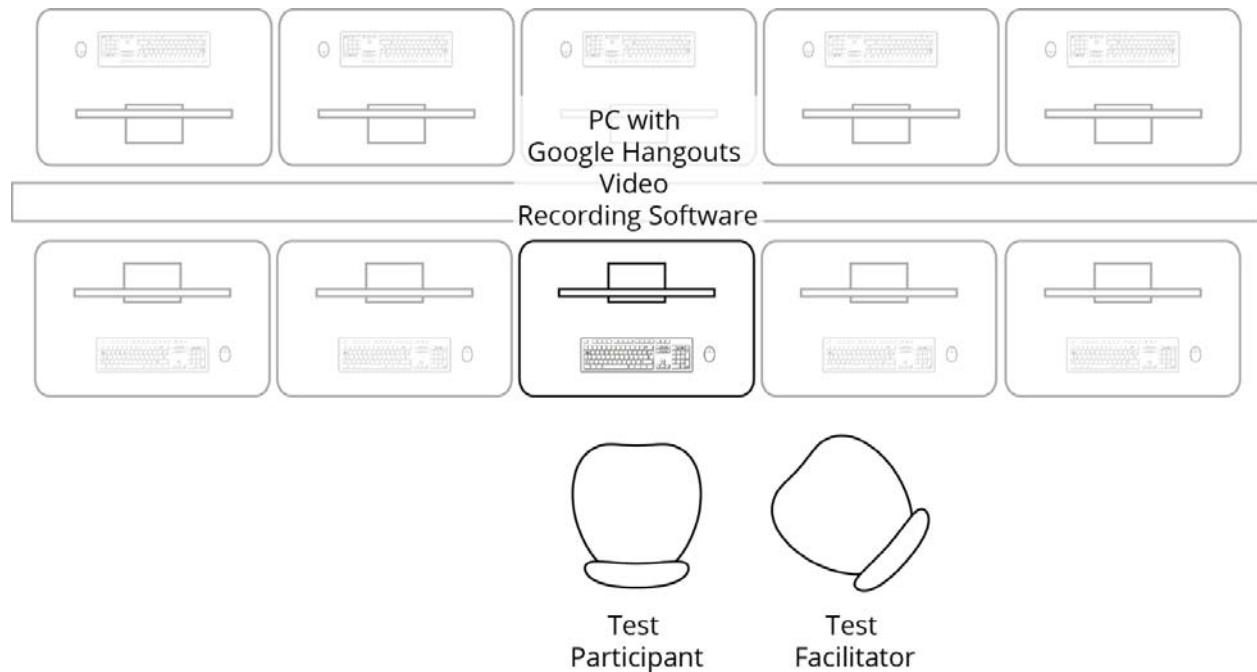 PC with
Google Hangouts
Video
Recording Software
Test
Participant
Test
Facilitator